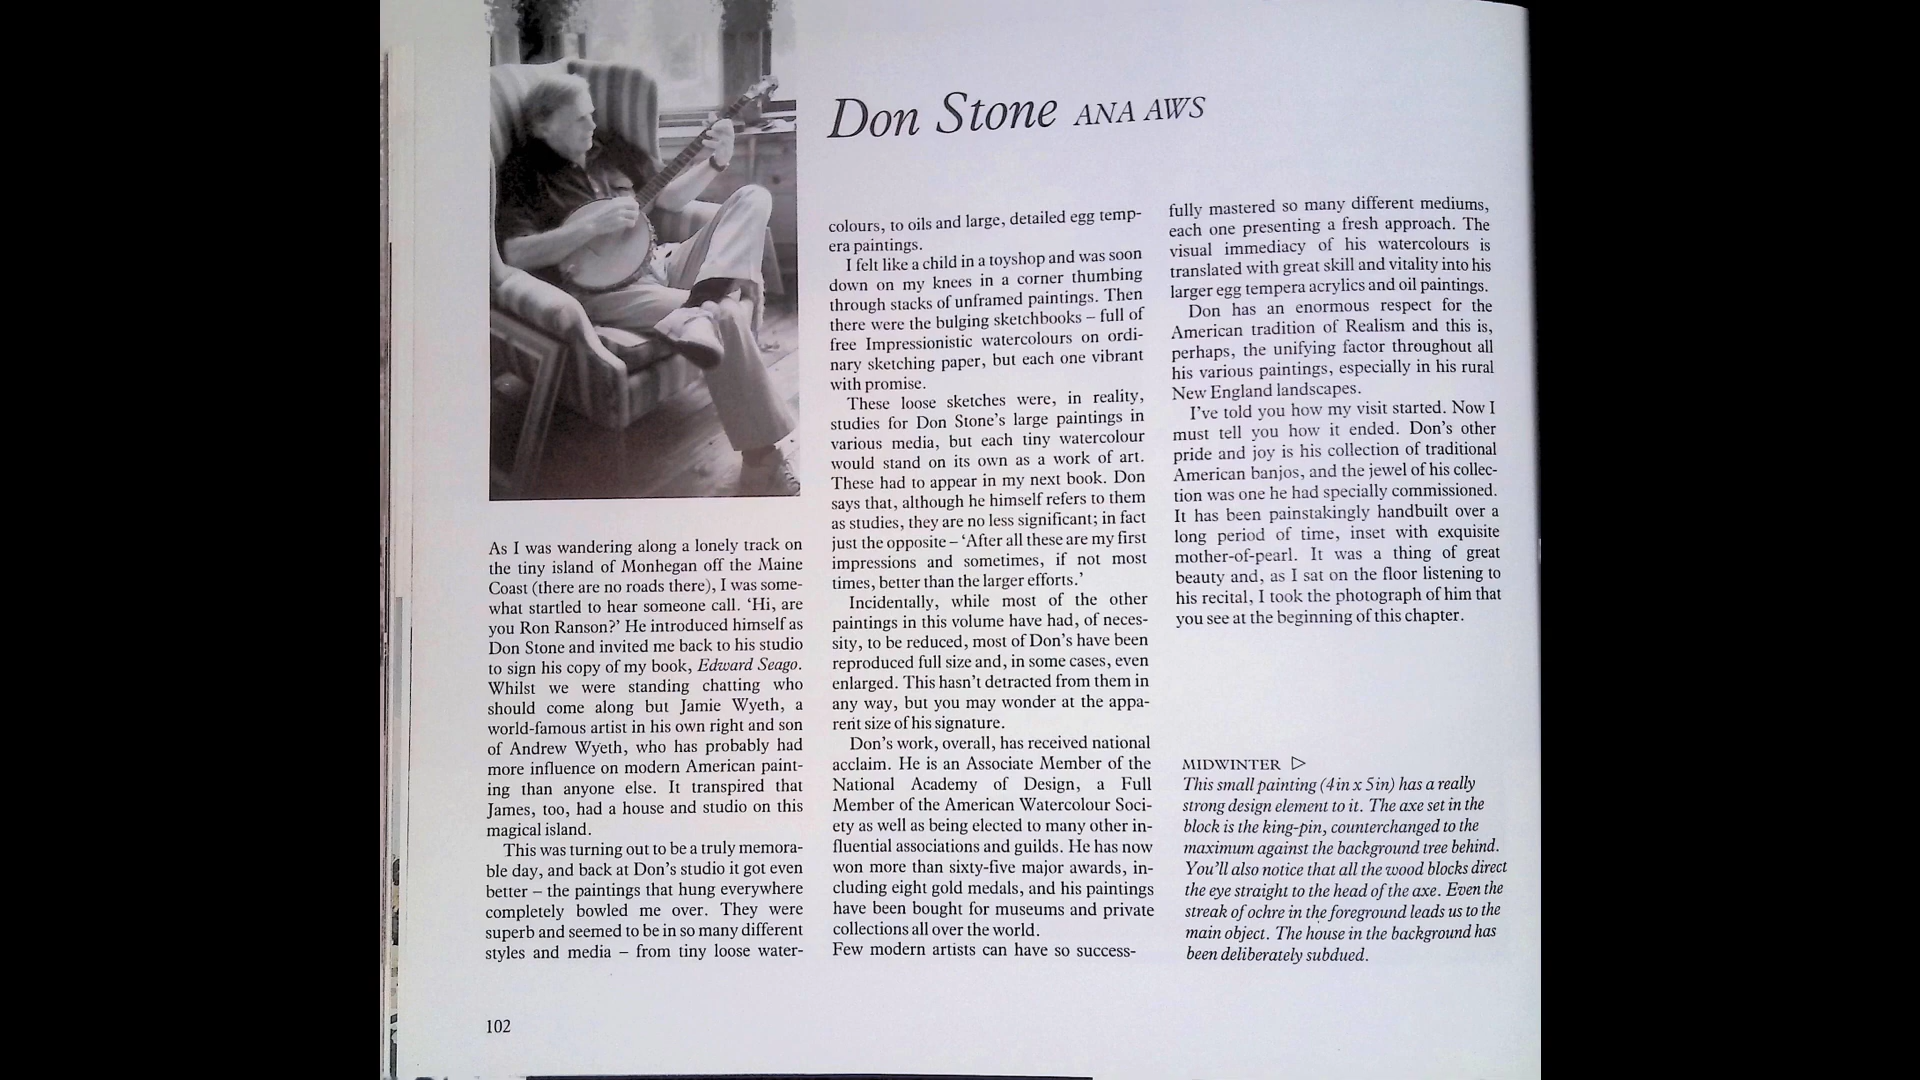 Don Stone ANA AWS
As I was wandering along a lonely track on
the tiny island of Monhegan off the Maine
Coast (there are no roads there), I was some-
what startled to hear someone call. ‘Hi, are
you Ron Ranson?’ He introduced himself as
Don Stone and invited me back to his studio
to sign his copy of my book, Edward Seago.
Whilst we were standing chatting who
should come along but Jamie Wyeth, a
world-famous artist in his own right and son
of Andrew Wyeth, who has probably had
more influence on modern American paint-
ing than anyone else. It transpired that
James, too, had a house and studio on this
magical island.
This was turning out to be a truly memora-
ble day, and back at Don’s studio it got even
better – the paintings that hung everywhere
completely bowled me over. They were
superb and seemed to be in so many different
styles and media – from tiny loose water-
colours, to oils and large, detailed egg temp-
era paintings.
I felt like a child in a toyshop and was soon
down on my knees in a corner thumbing
through stacks of unframed paintings. Then
there were the bulging sketchbooks – full of
free Impressionistic watercolours on ordi-
nary sketching paper, but each one vibrant
with promise.
These loose sketches were, in reality,
studies for Don Stone’s large paintings in
various media, but each tiny watercolour
would stand on its own as a work of art.
These had to appear in my next book. Don
says that, although he himself refers to them
as studies, they are no less significant; in fact
just the opposite – ‘After all these are my first
impressions and sometimes, if not most
times, better than the larger efforts.’
Incidentally, while most of the other
paintings in this volume have had, of neces-
sity, to be reduced, most of Don’s have been
reproduced full size and, in some cases, even
enlarged. This hasn’t detracted from them in
any way, but you may wonder at the appa-
rent size of his signature.
Don’s work, overall, has received national
acclaim. He is an Associate Member of the
National Academy of Design, a Full
Member of the American Watercolour Soci-
ety as well as being elected to many other in-
fluential associations and guilds. He has now
won more than sixty-five major awards, in-
cluding eight gold medals, and his paintings
have been bought for museums and private
collections all over the world.
Few modern artists can have so success-
fully mastered so many different mediums,
each one presenting a fresh approach. The
visual immediacy of his watercolours is
translated with great skill and vitality into his
larger egg tempera acrylics and oil paintings.
Don has an enormous respect for the
American tradition of Realism and this is,
perhaps, the unifying factor throughout all
his various paintings, especially in his rural
New England landscapes.
I’ve told you how my visit started. Now I
must tell you how it ended. Don’s other
pride and joy is his collection of traditional
American banjos, and the jewel of his collec-
tion was one he had specially commissioned.
It has been painstakingly handbuilt over a
long period of time, inset with exquisite
mother-of-pearl. It was a thing of great
beauty and, as I sat on the floor listening to
his recital, I took the photograph of him that
you see at the beginning of this chapter.
MIDWINTER ▷
This small painting (4in x 5in) has a really
strong design element to it. The axe set in the
block is the king-pin, counterchanged to the
maximum against the background tree behind.
You’ll also notice that all the wood blocks direct
the eye straight to the head of the axe. Even the
streak of ochre in the foreground leads us to the
main object. The house in the background has
been deliberately subdued.
102